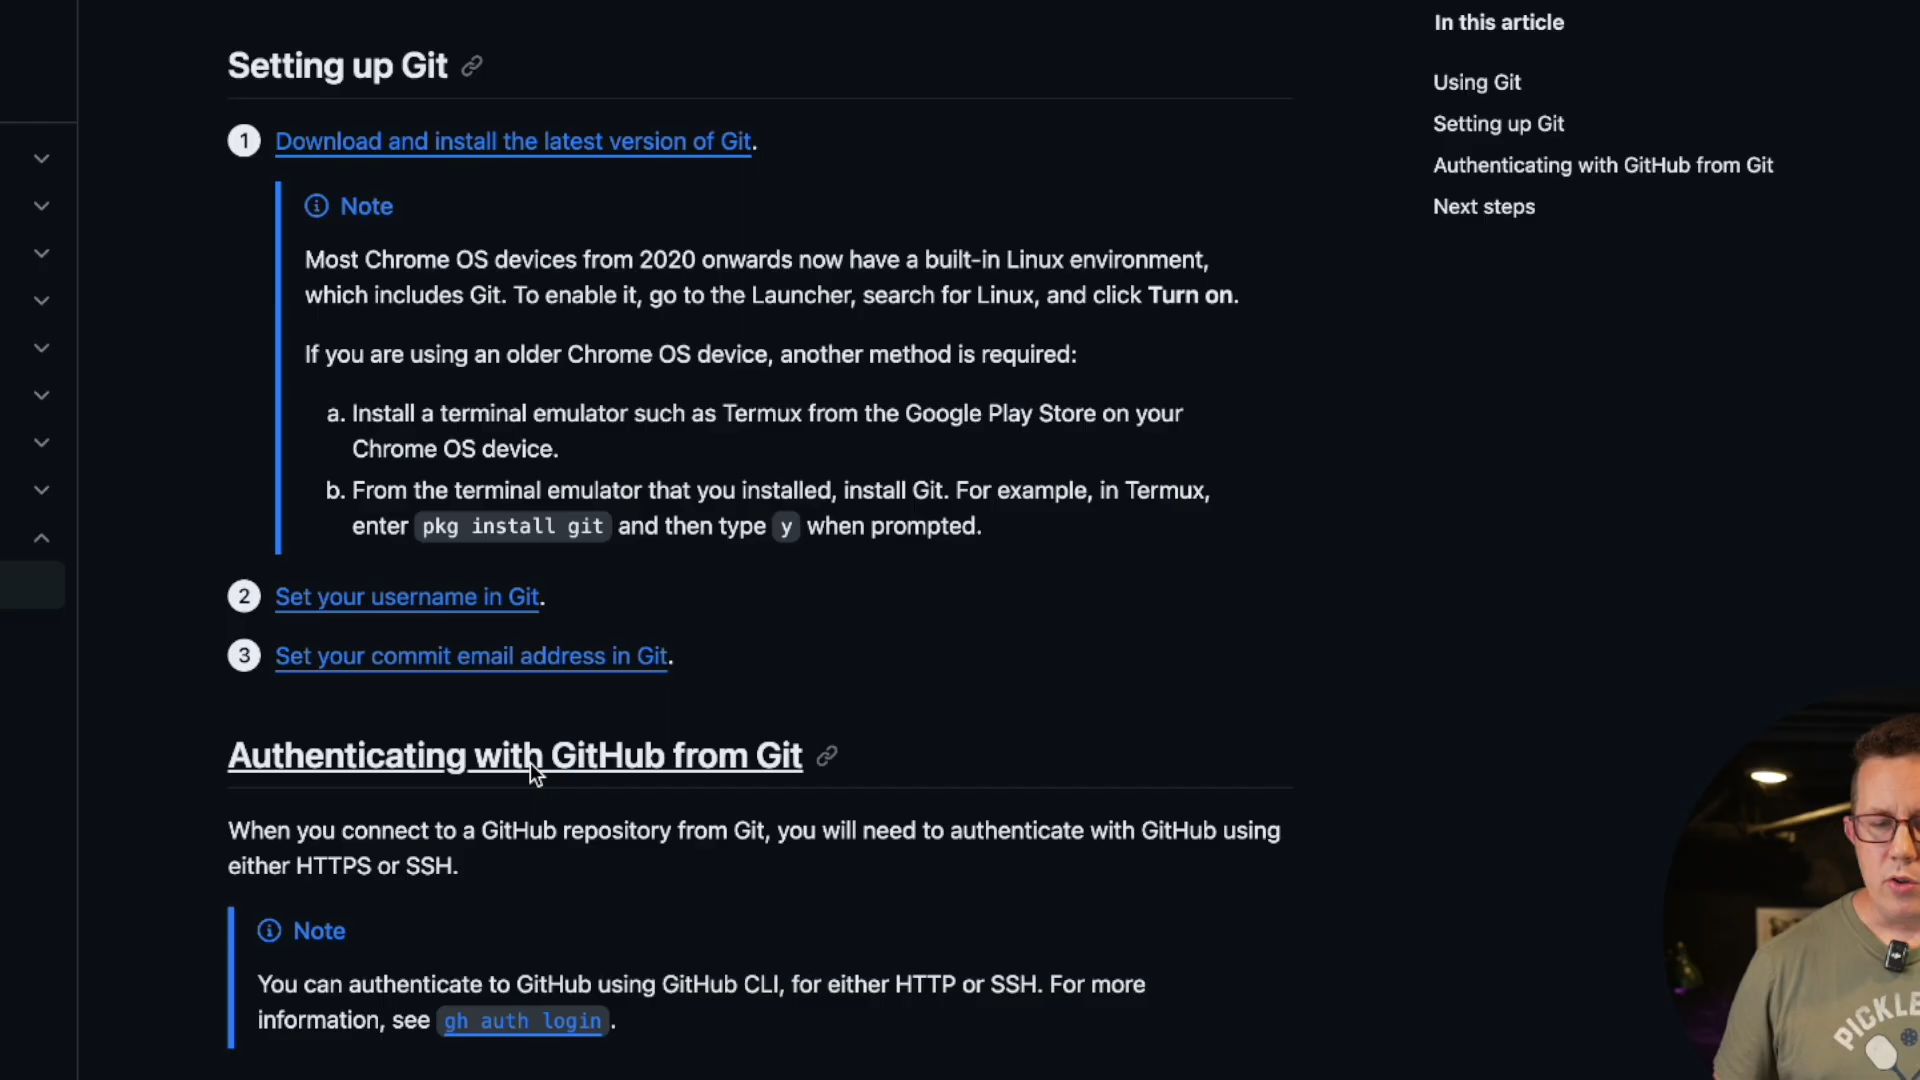 Setting up Git
1 Download and install the latest version of Git.
Note
Most Chrome OS devices from 2020 onwards now have a built-in Linux environment,
which includes Git. To enable it, go to the Launcher, search for Linux, and click Turn on.
If you are using an older Chrome OS device, another method is required:
a. Install a terminal emulator such as Termux from the Google Play Store on your
Chrome OS device.
b. From the terminal emulator that you installed, install Git. For example, in Termux,
enter pkg install git and then type y when prompted.
2 Set your username in Git.
3 Set your commit email address in Git.
Authenticating with GitHub from Git
When you connect to a GitHub repository from Git, you will need to authenticate with GitHub using
either HTTPS or SSH.
Note
You can authenticate to GitHub using GitHub CLI, for either HTTP or SSH. For more
information, see gh auth login.
In this article
Using Git
Setting up Git
Authenticating with GitHub from Git
Next steps